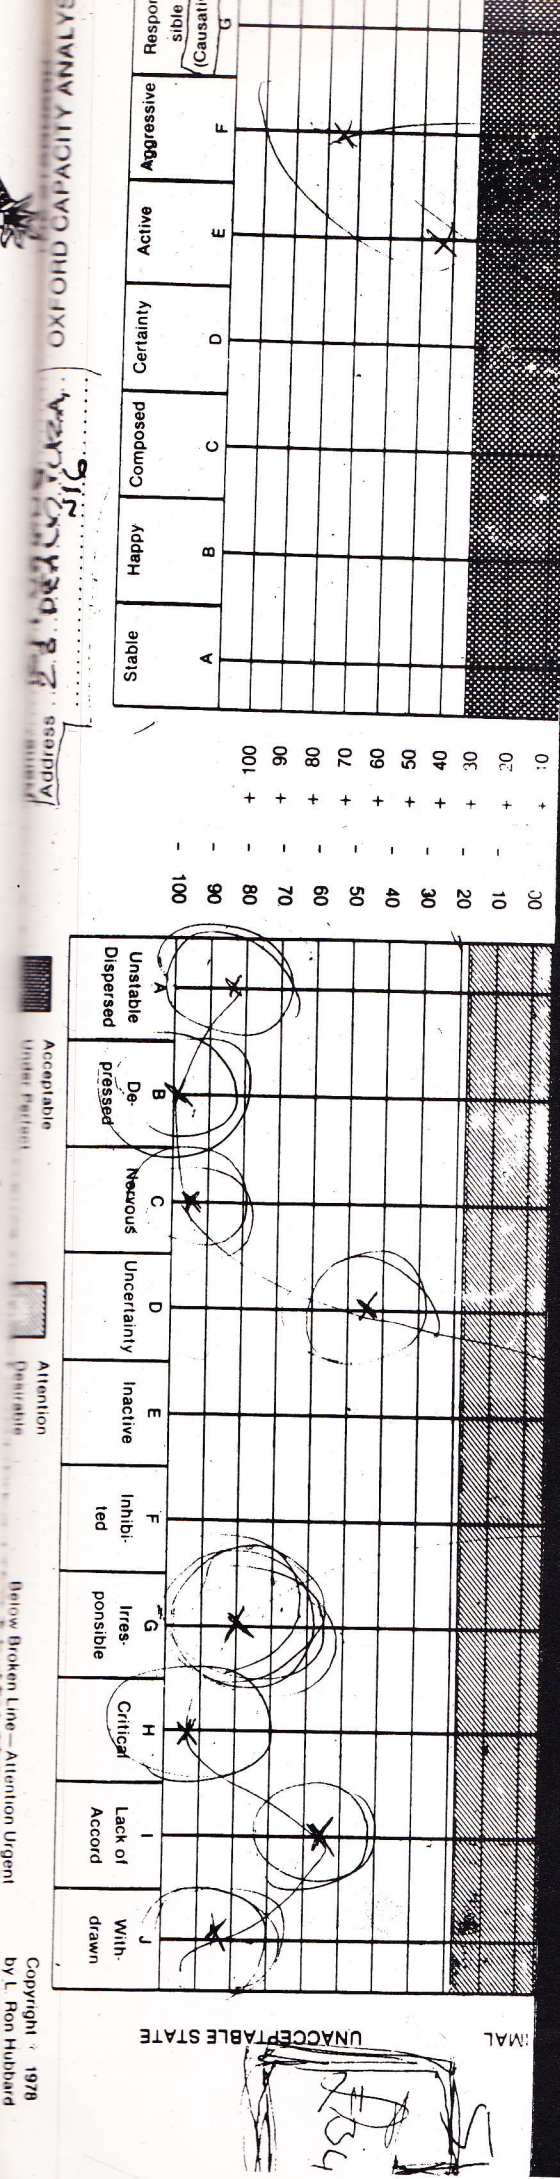 OXFORD CAPACITY ANALYS
Address
N16
Stable
Happy
Composed
Certainty
Active
Aggressive
Respon
sible
(Causati
A
B
C
D
E
F
G
+ 100
+ 90
+ 80
+ 70
+ 60
+ 50
+ 40
+ 30
+ 20
+ 10
- 100
- 90
- 80
- 70
- 60
- 50
- 40
- 30
- 20
A
B
C
D
E
F
G
H
I
J
Unstable
Dispersed
De-
pressed
Nervous
Uncertainty
Inactive
Inhibi-
ted
Irres-
ponsible
Critical
Lack of
Accord
With-
drawn
MAL
UNACCEPTABLE STATE
Acceptable
Under Perfect
Attention
Desirable
Below Broken Line—Attention Urgent
Copyright 1978
by L. Ron Hubbard